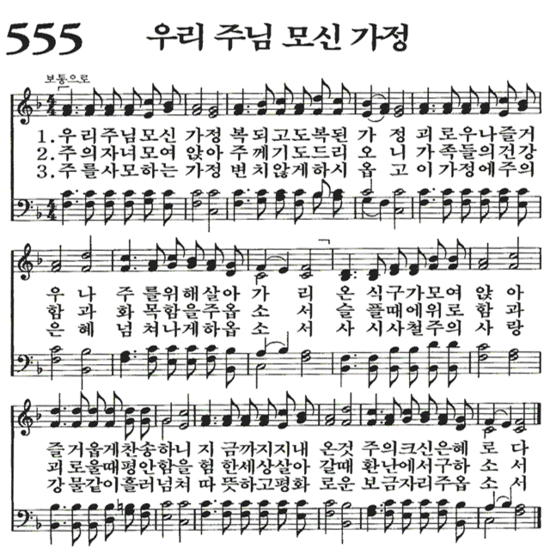 555 우리 주님 모신 가정
보통으로
1. 우리주님모신 가정 복되고도복된 가 정 괴로우나즐거
2. 주의자녀모여 앉아 주께기도드리 오 니 가족들의건강
3. 주를사모하는 가정 변치않게하시 옵 고 이가정에주의
우 나 주 를위해살아가 리 온 식구가모여 앉아
함 과 화 목함을주옵 소 서 슬 플때에위로 함과
은 혜 넘 쳐나게하옵 소 서 사 시사철주의 사랑
즐 거웁게찬송하니 지 금까지지내 온것 주의크신은혜 로다
괴 로울때평안함을 험 한세상살아 갈때 환난에서구하 소서
강 물같이흘러넘쳐 따 뜻하고평화 로운 보금자리주옵 소서